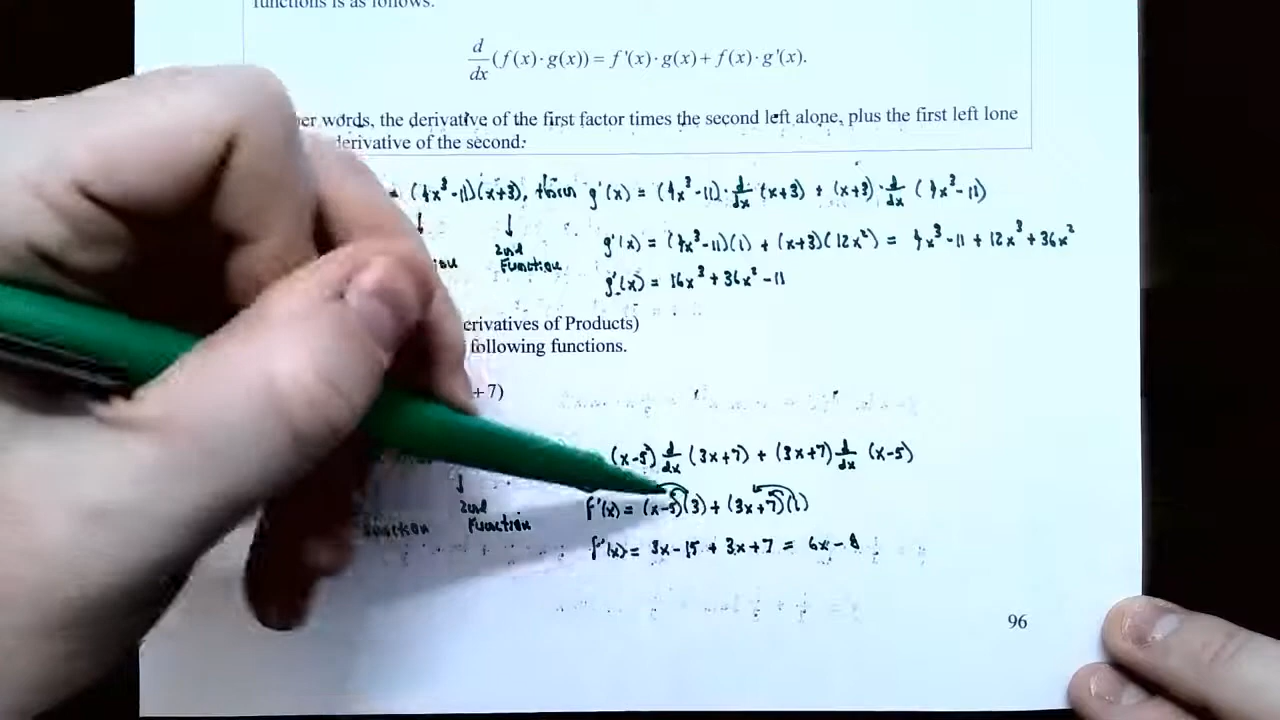 functions is as follows.
d/dx (f(x)·g(x)) = f'(x)·g(x) + f(x)·g'(x).
er words, the derivative of the first factor times the second left alone, plus the first left lone
derivative of the second:
= (4x³-11)(x+3), then g'(x) = (4x³-11)·d/dx (x+3) + (x+3)·d/dx (4x³-11)
2nd Function
g'(x) = (4x³-11)(1) + (x+3)(12x²) = 4x³-11 + 12x³+36x²
g'(x) = 16x³+36x²-11
erivatives of Products)
following functions.
+7)
(x-5) d/dx (3x+7) + (3x+7) d/dx (x-5)
2nd Function
f'(x) = (x-5)(3) + (3x+7)(1)
f'(x) = 3x-15 + 3x+7 = 6x-8
96